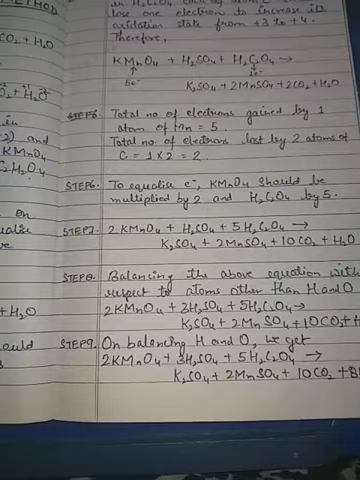 METHOD
CO2 + H2O
in H2C2O4 each
lose one electron to increase its
oxidation state from +3 to +4.
Therefore,
KMnO4 + H2SO4 + H2C2O4 →
5e⁻
2e⁻
K2SO4 + 2MnSO4 + 2CO2 + H2O
STEP5. Total no of electrons gained by 1
atom of Mn = 5.
Total no of electrons lost by 2 atoms of
C = 1 × 2 = 2.
STEP6. To equalise e⁻, KMnO4 should be
multiplied by 2 and H2C2O4 by 5.
STEP7. 2KMnO4 + H2SO4 + 5H2C2O4 →
K2SO4 + 2MnSO4 + 10CO2 + H2O
STEP8. Balancing the above equation with
respect to atoms other than H and O
2KMnO4 + 3H2SO4 + 5H2C2O4 →
K2SO4 + 2MnSO4 + 10CO2 + H
STEP9. On balancing H and O, we get
2KMnO4 + 3H2SO4 + 5H2C2O4 →
K2SO4 + 2MnSO4 + 10CO2 + 8H